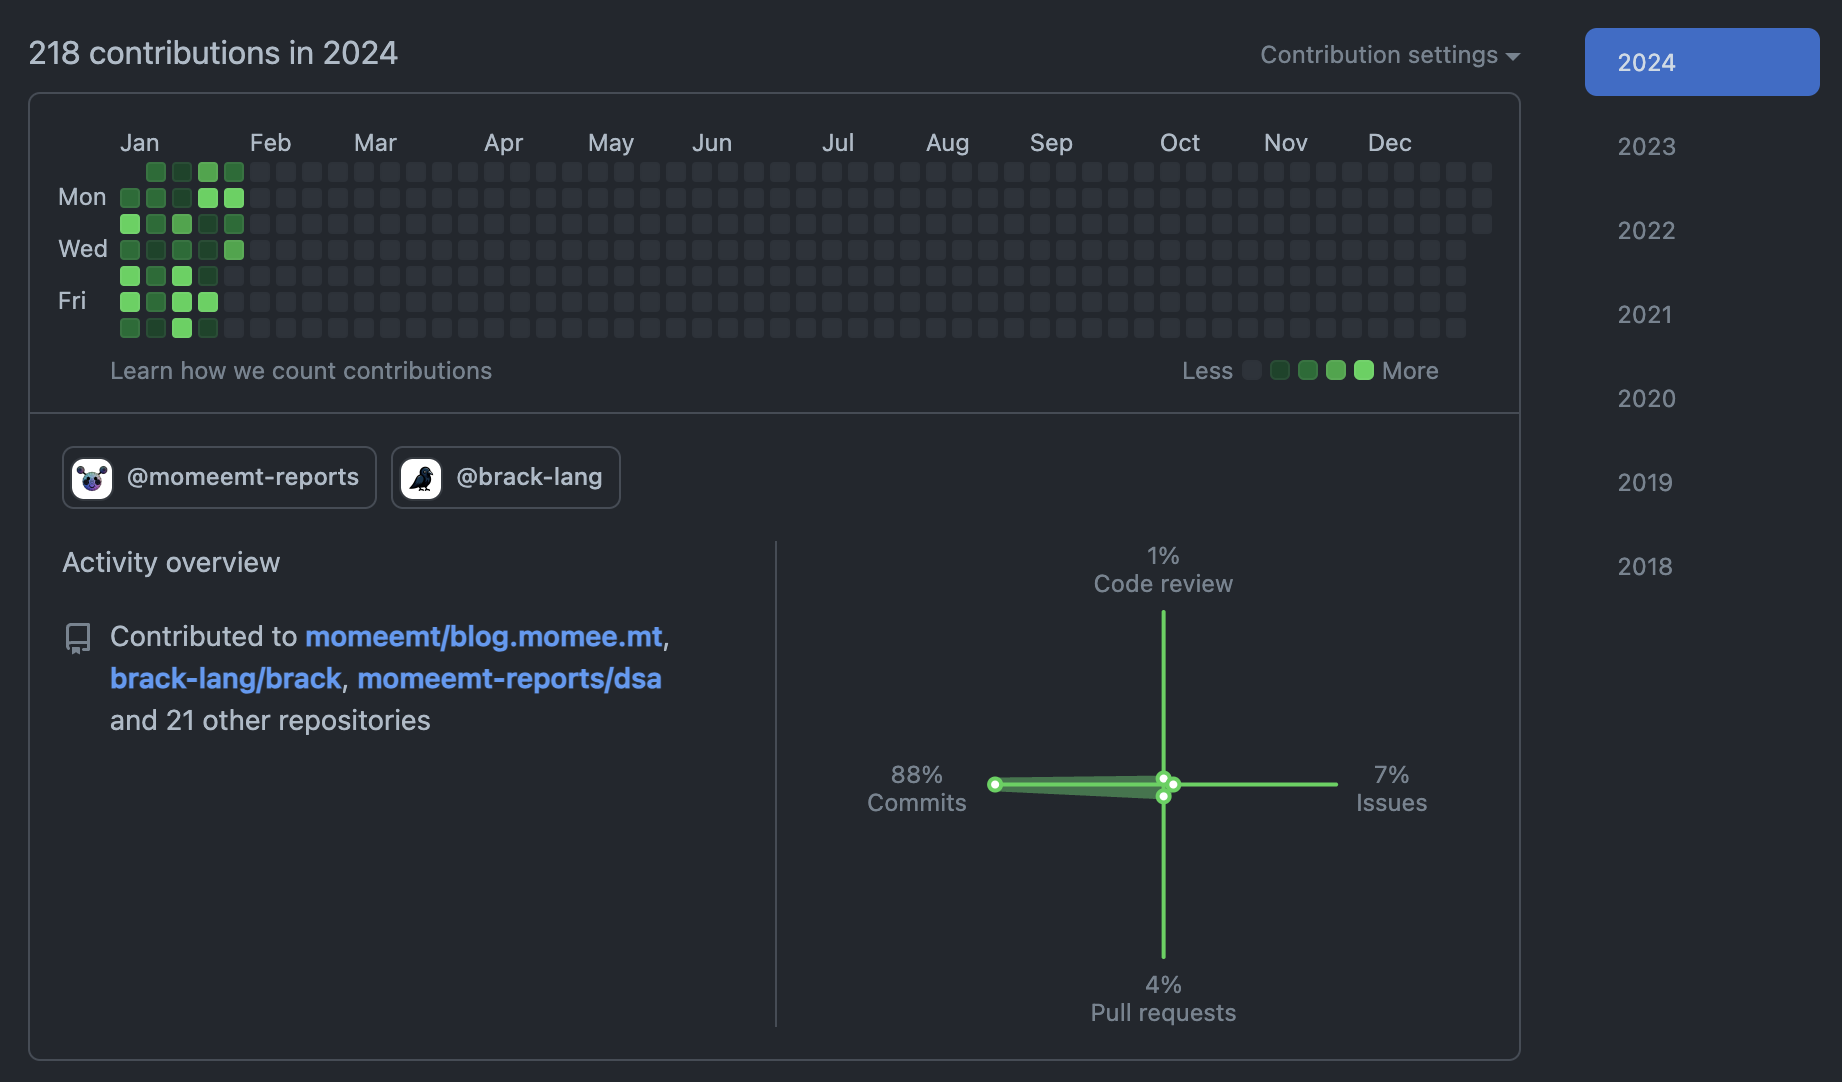 218 contributions in 2024
Contribution settings
2024
2023
2022
2021
2020
2019
2018
Jan Feb Mar Apr May Jun Jul Aug Sep Oct Nov Dec
Mon
Wed
Fri
Learn how we count contributions
Less More
@momeemt-reports @brack-lang
Activity overview
Contributed to momeemt/blog.momee.mt,
brack-lang/brack, momeemt-reports/dsa
and 21 other repositories
1%
Code review
88%
Commits
7%
Issues
4%
Pull requests